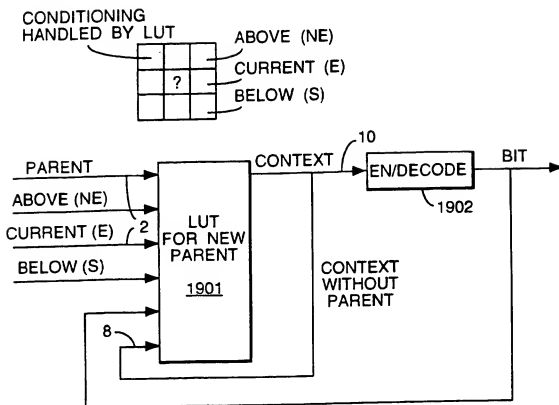 CONDITIONING
HANDLED BY LUT
ABOVE (NE)
?
CURRENT (E)
BELOW (S)
PARENT
CONTEXT
10
EN/DECODE
BIT
1902
ABOVE (NE)
LUT
FOR NEW
PARENT
1901
CURRENT (E)
2
BELOW (S)
CONTEXT
WITHOUT
PARENT
8